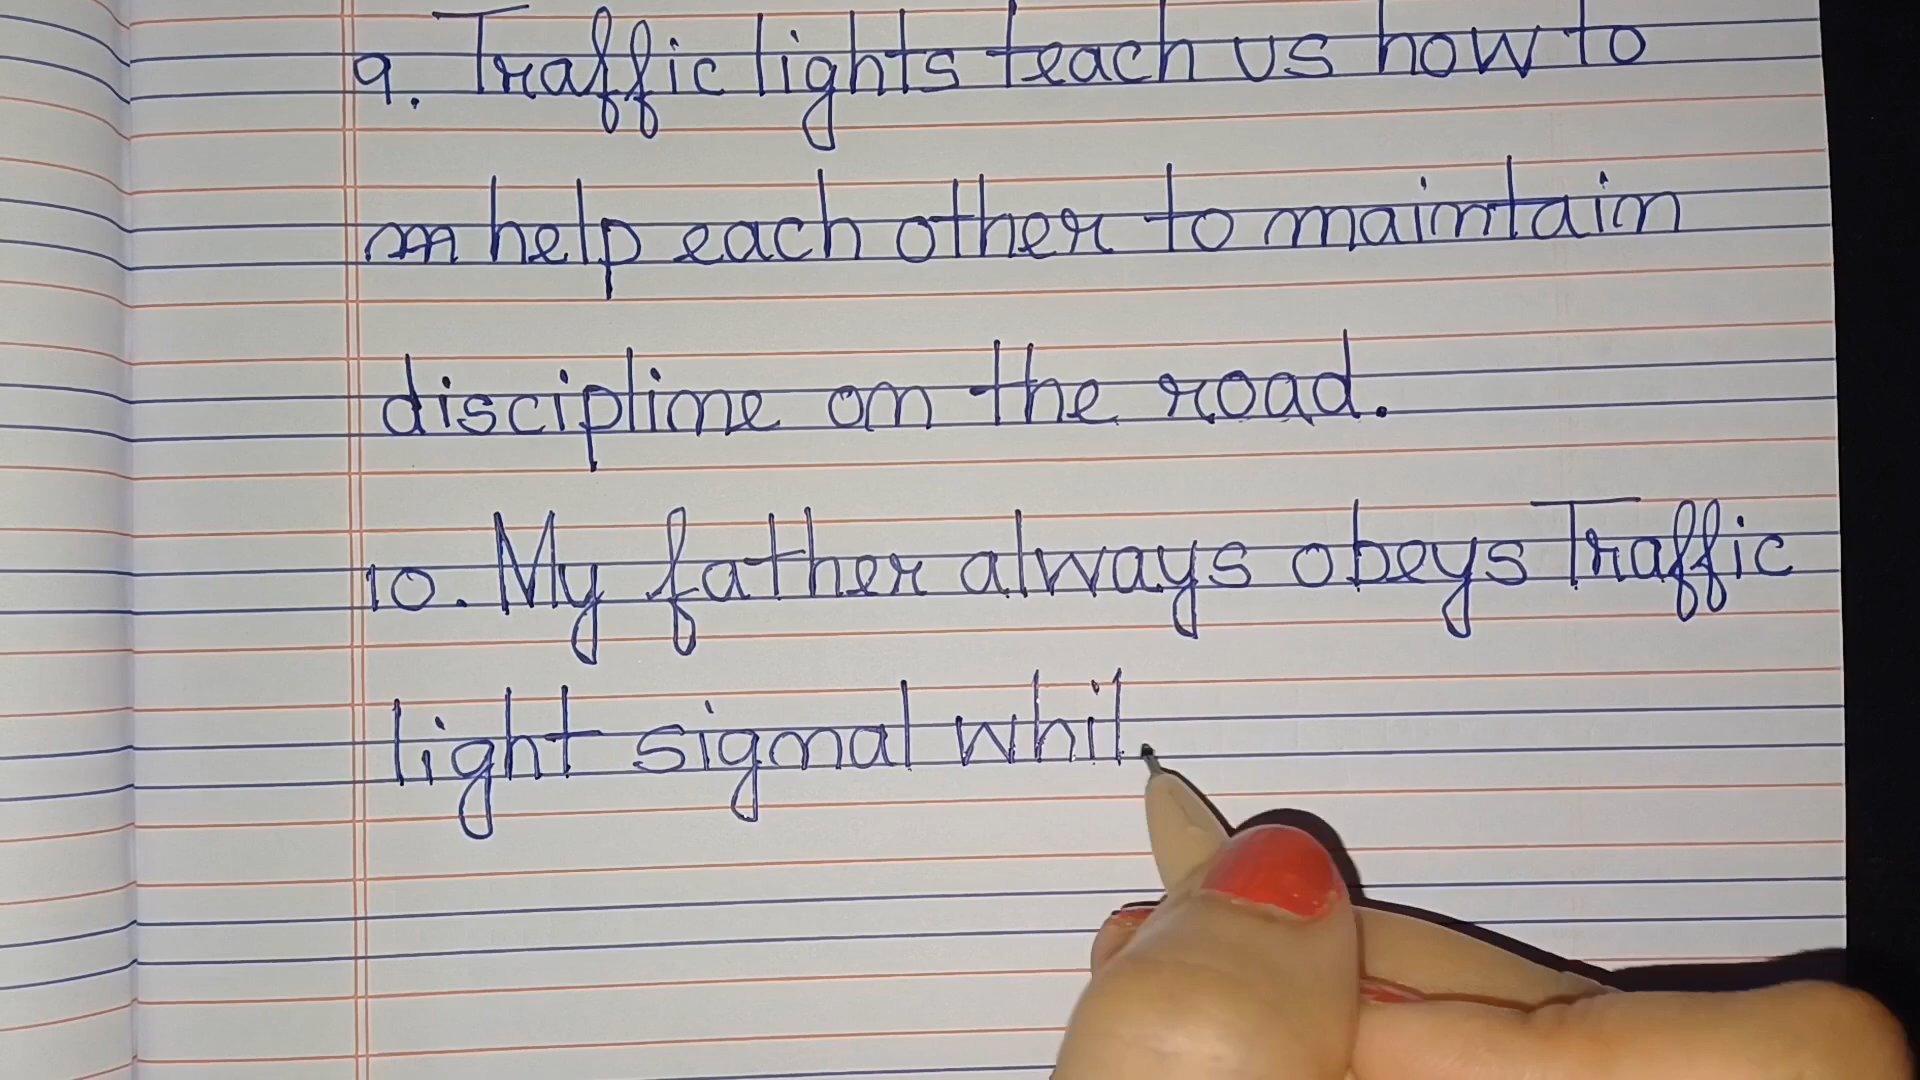 9. Traffic lights teach us how to
help each other to maintain
discipline on the road.
10. My father always obeys Traffic
light signal whil